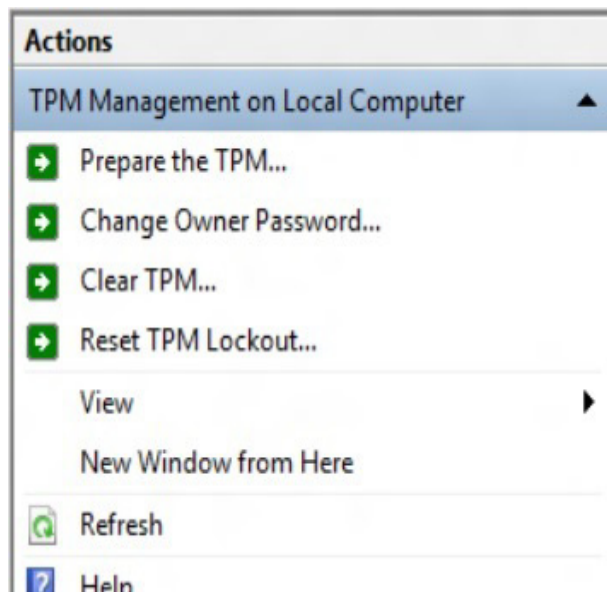 Actions
TPM Management on Local Computer
Prepare the TPM...
Change Owner Password...
Clear TPM...
Reset TPM Lockout...
View
New Window from Here
Refresh
Help